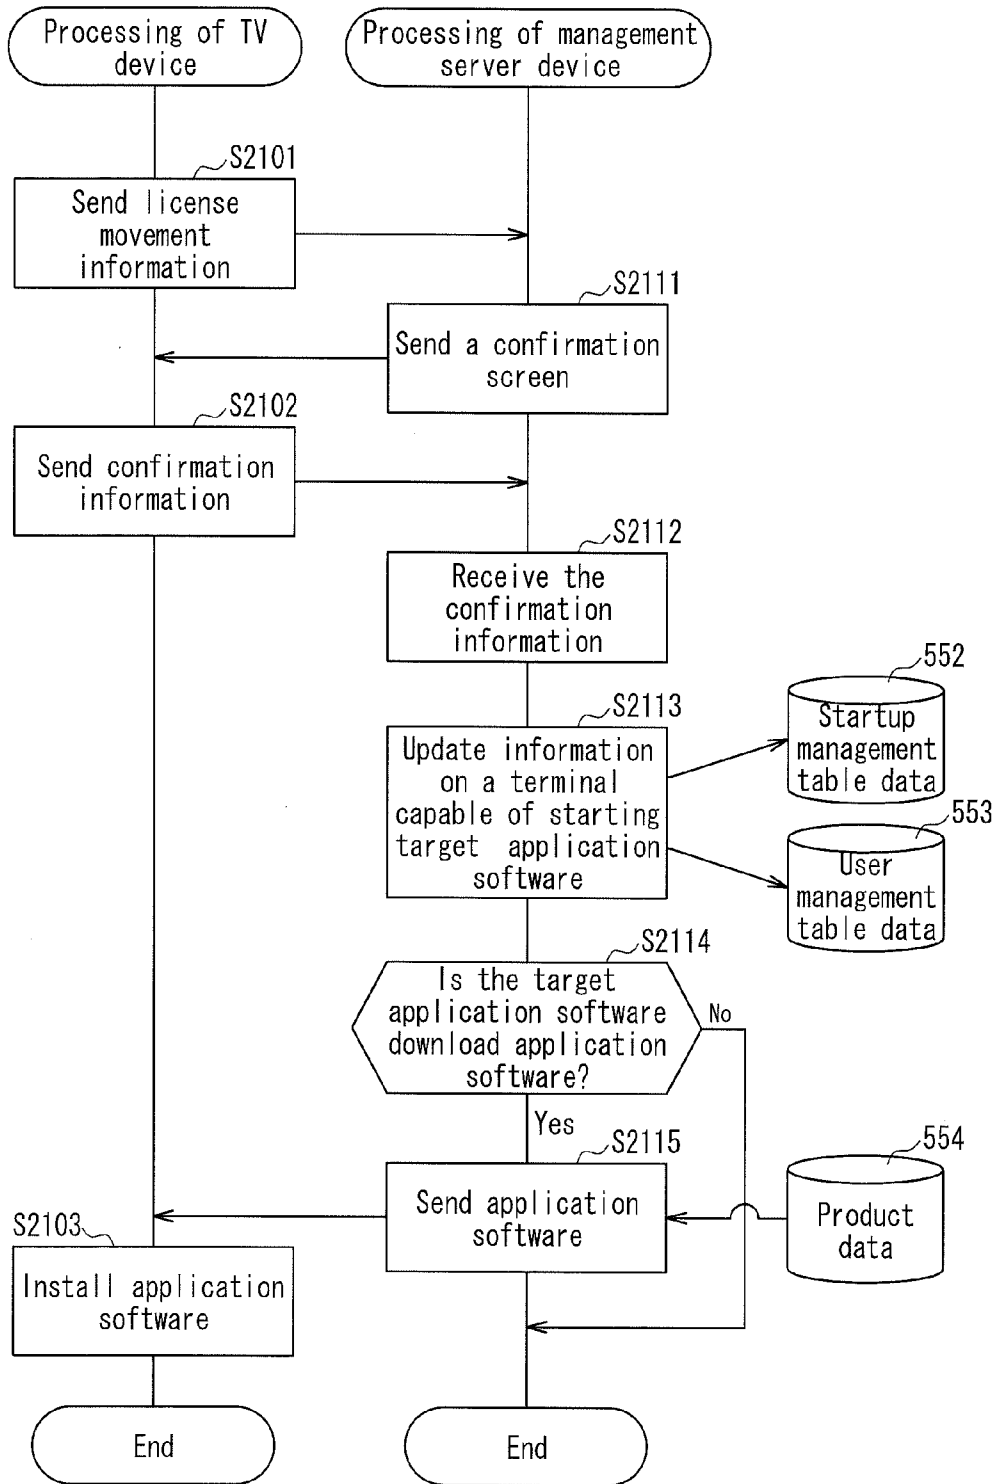 Processing of TV
device
Processing of management
server device
S2101
Send license
movement
information
S2111
Send a confirmation
screen
S2102
Send confirmation
information
S2112
Receive the
confirmation
information
S2113
Update information
on a terminal
capable of starting
target application
software
552
Startup
management
table data
553
User
management
table data
S2114
Is the target
application software
download application
software?
No
Yes
S2115
Send application
software
554
Product
data
S2103
Install application
software
End
End